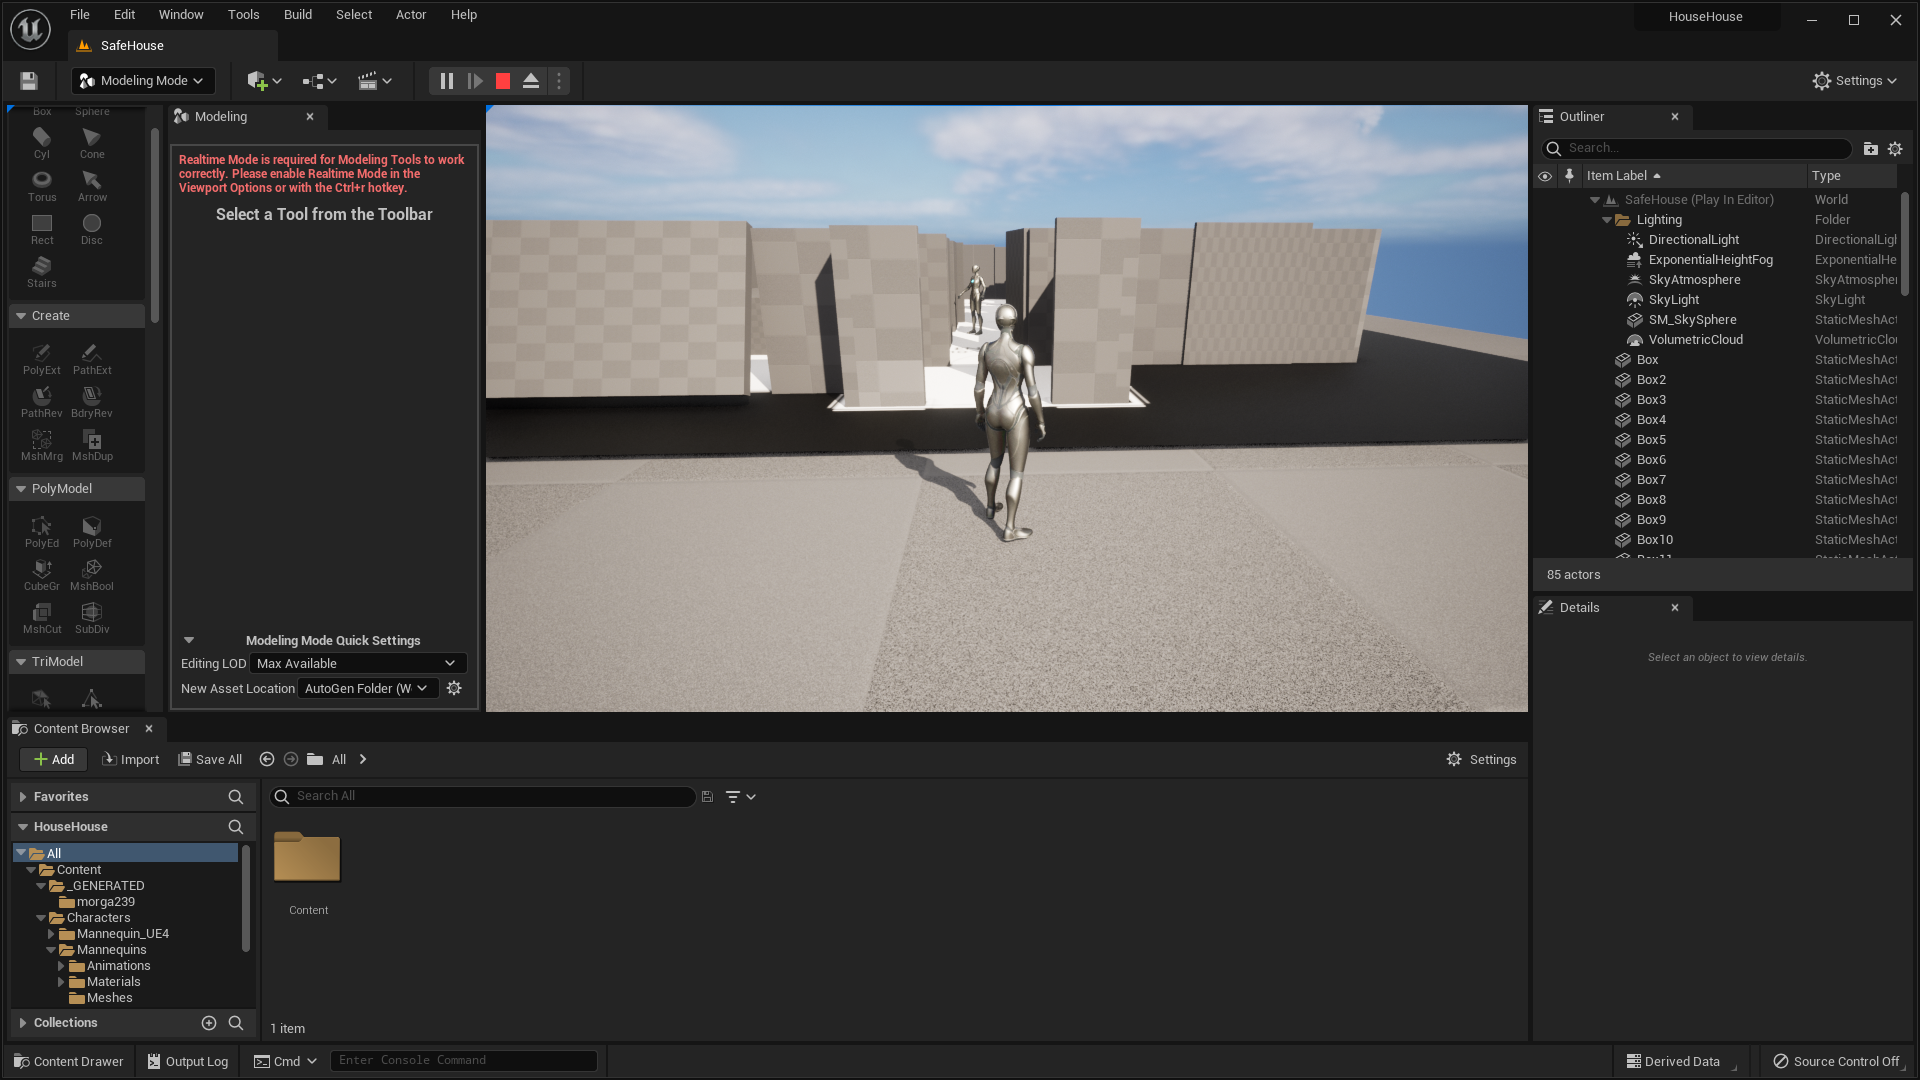 File Edit Window Tools Build Select Actor Help
HouseHouse
SafeHouse
Modeling Mode
Settings
Box Sphere
Cyl Cone
Torus Arrow
Rect Disc
Stairs
Create
PolyExt PathExt
PathRev BdryRev
MshMrg MshDup
PolyModel
PolyEd PolyDef
CubeGr MshBool
MshCut SubDiv
TriModel
Modeling
Realtime Mode is required for Modeling Tools to work
correctly. Please enable Realtime Mode in the
Viewport Options or with the Ctrl+r hotkey.
Select a Tool from the Toolbar
Modeling Mode Quick Settings
Editing LOD Max Available
New Asset Location AutoGen Folder (W
Outliner
Search...
Item Label Type
SafeHouse (Play In Editor) World
Lighting Folder
DirectionalLight DirectionalLigh
ExponentialHeightFog ExponentialHe
SkyAtmosphere SkyAtmospher
SkyLight SkyLight
SM_SkySphere StaticMeshAct
VolumetricCloud VolumetricClou
Box StaticMeshAct
Box2 StaticMeshAct
Box3 StaticMeshAct
Box4 StaticMeshAct
Box5 StaticMeshAct
Box6 StaticMeshAct
Box7 StaticMeshAct
Box8 StaticMeshAct
Box9 StaticMeshAct
Box10 StaticMeshAct
Box11 StaticMeshAct
85 actors
Details
Select an object to view details.
Content Browser
Add Import Save All All Settings
Favorites
HouseHouse
All
Content
_GENERATED
morga239
Characters
Mannequin_UE4
Mannequins
Animations
Materials
Meshes
Collections
Search All
Content
1 item
Content Drawer Output Log Cmd Enter Console Command Derived Data Source Control Off